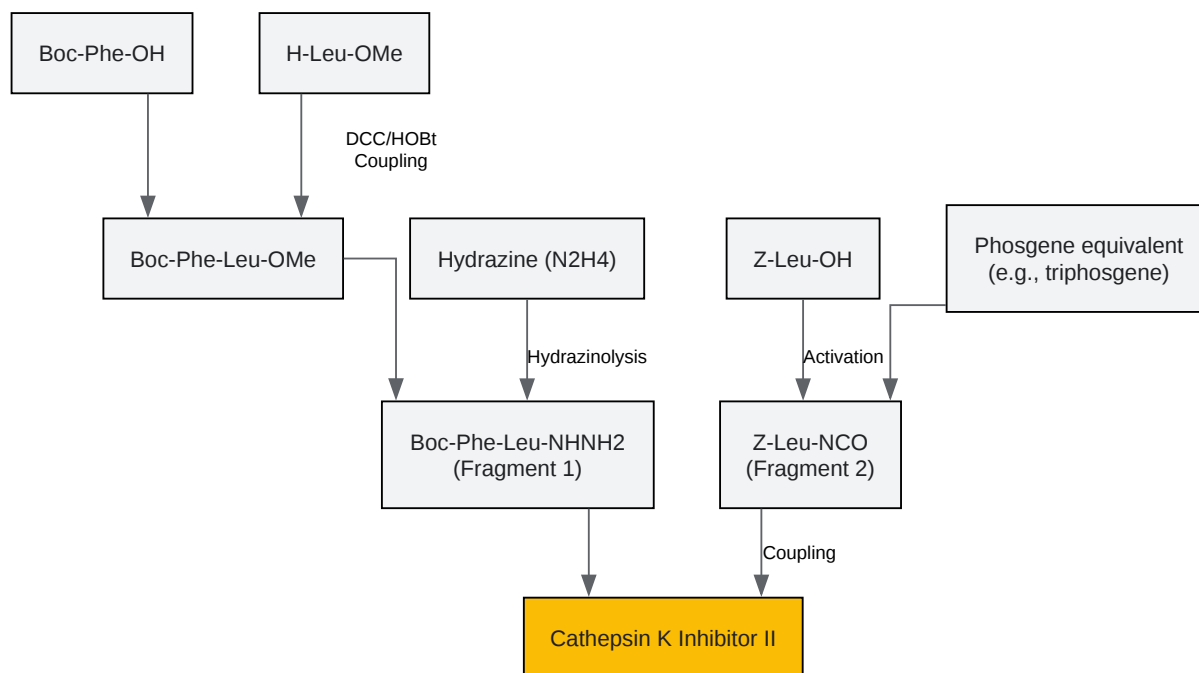 Boc-Phe-OH
H-Leu-OMe
DCC/HOBt
Coupling
Boc-Phe-Leu-OMe
Hydrazine (N2H4)
Z-Leu-OH
Phosgene equivalent
(e.g., triphosgene)
Hydrazinolysis
Activation
Boc-Phe-Leu-NHNH2
(Fragment 1)
Z-Leu-NCO
(Fragment 2)
Coupling
Cathepsin K Inhibitor II